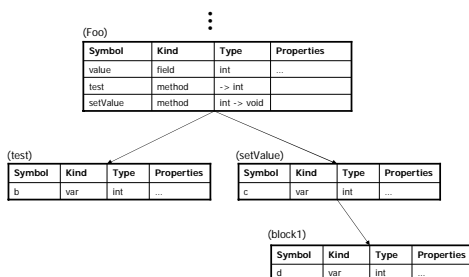 (Foo)
Symbol Kind Type Properties
value field int ...
test method -> int
setValue method int -> void
(test)
Symbol Kind Type Properties
b var int ...
(setValue)
Symbol Kind Type Properties
c var int ...
(block1)
Symbol Kind Type Properties
d var int ...